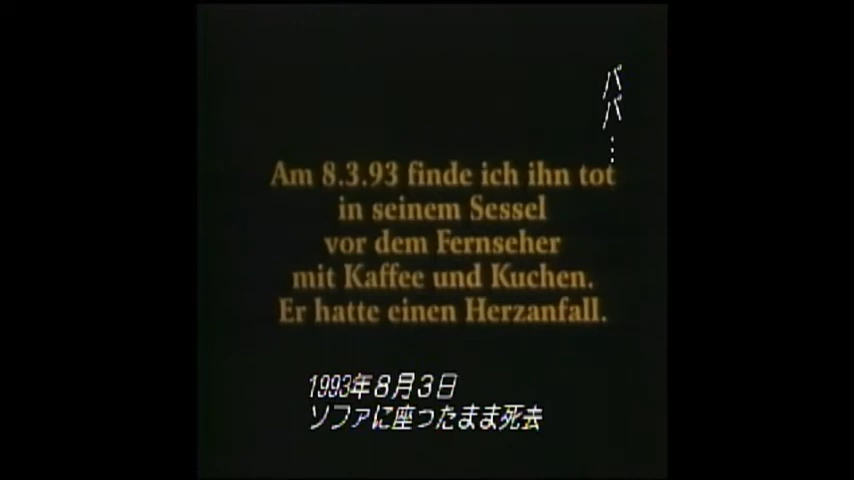 パパ…
Am 8.3.93 finde ich ihn tot
in seinem Sessel
vor dem Fernseher
mit Kaffee und Kuchen.
Er hatte einen Herzanfall.
1993年８月３日
ソファに座ったまま死去